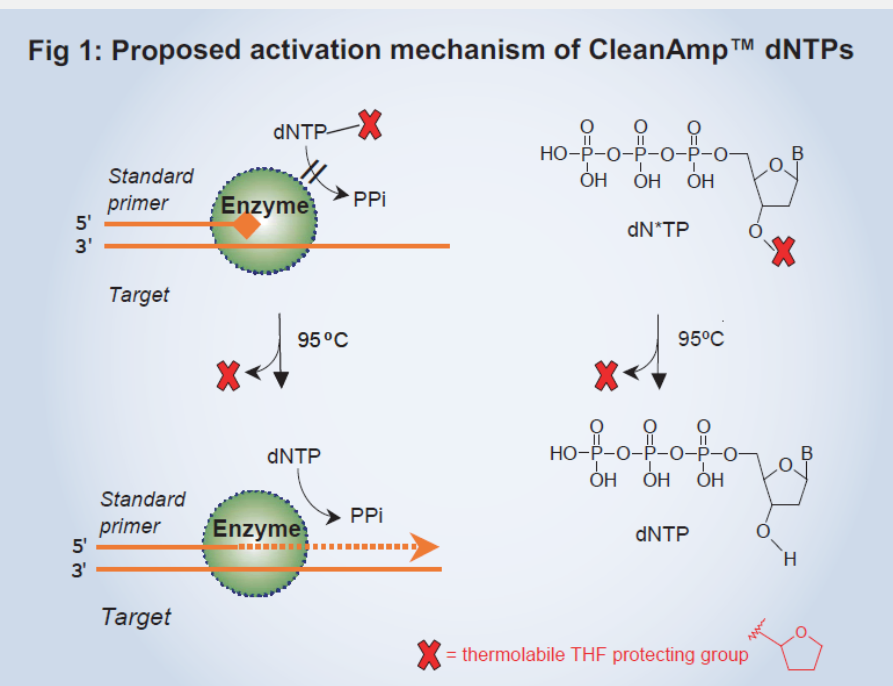 Fig 1: Proposed activation mechanism of CleanAmp™ dNTPs
dNTP
Standard
primer
Enzyme
PPi
5'
3'
Target
95ºC
dNTP
Standard
primer
Enzyme
PPi
5'
3'
Target
O O O
HO-P-O-P-O-P-O
OH OH OH
O B
O
dN*TP
95ºC
O O O
HO-P-O-P-O-P-O
OH OH OH
O B
O
H
dNTP
= thermolabile THF protecting group
O